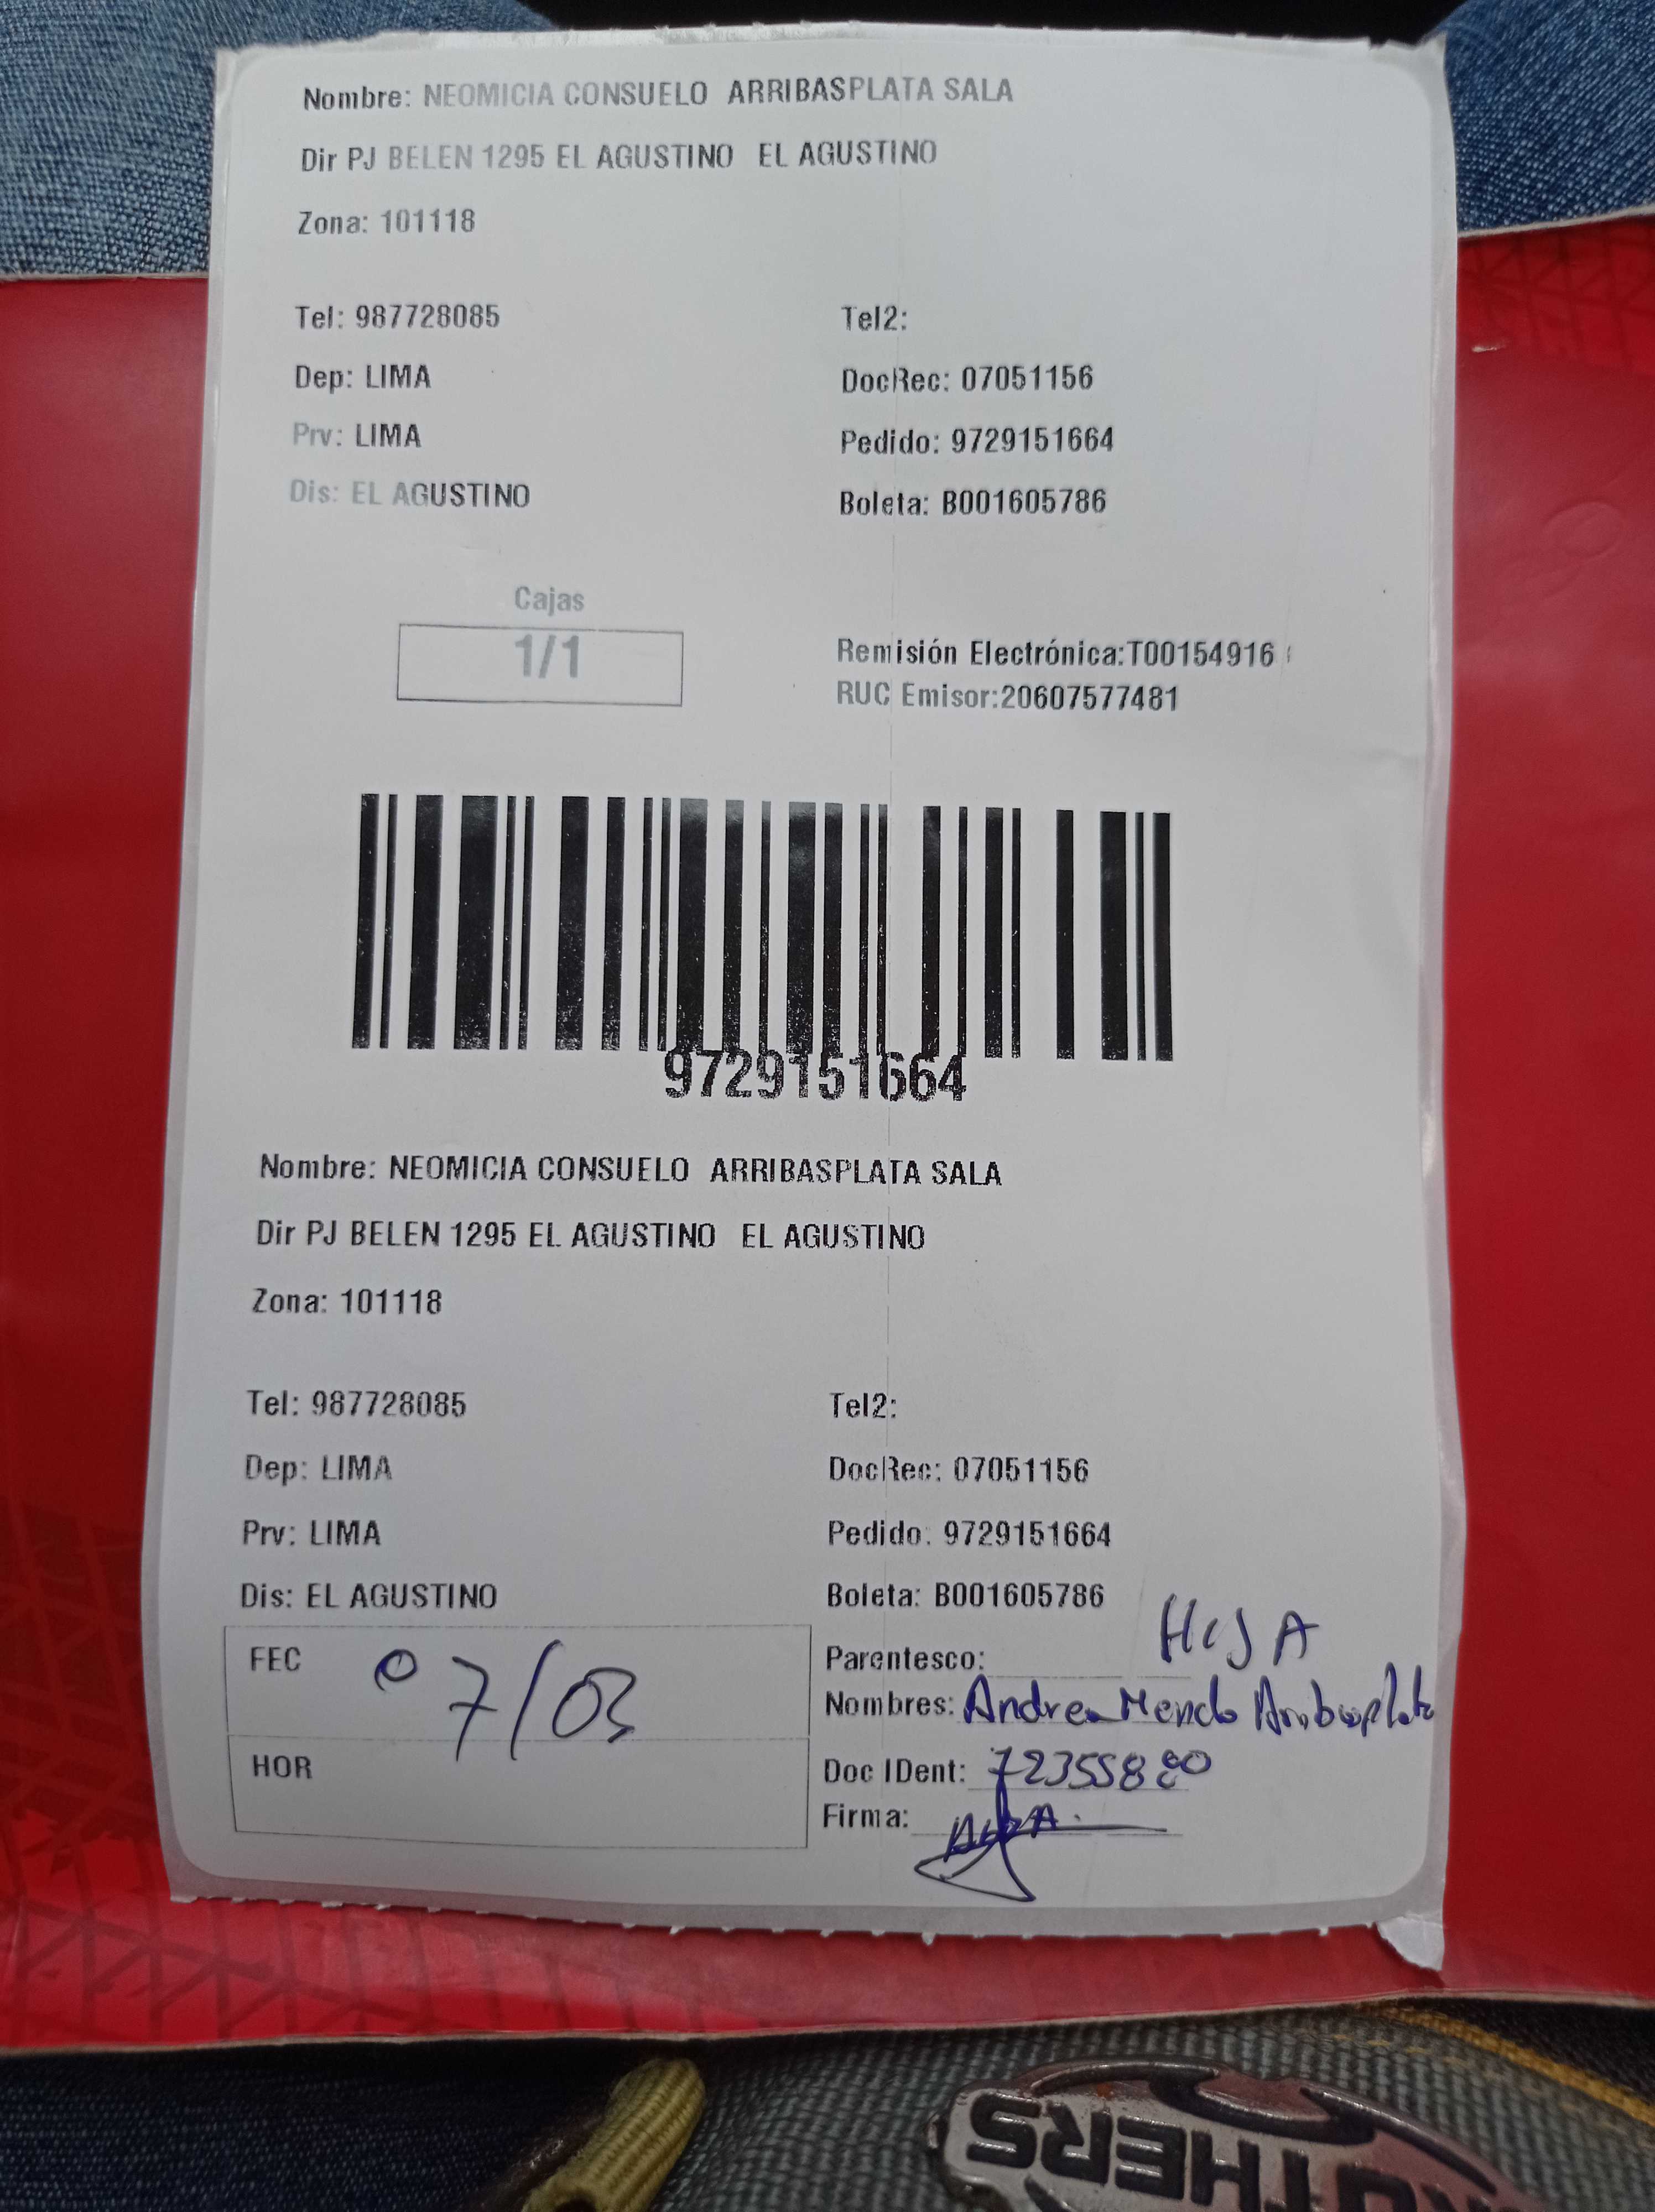 Nombre: NEOMICIA CONSUELO ARRIBASPLATA SALA
Dir PJ BELEN 1295 EL AGUSTINO EL AGUSTINO
Zona: 101118
Tel: 987728085 Tel2:
Dep: LIMA DocRec: 07051156
Prv: LIMA Pedido: 9729151664
Dis: EL AGUSTINO Boleta: B001605786
Cajas
1/1
Remisión Electrónica:T00154916
RUC Emisor:20607577481
9729151664
Nombre: NEOMICIA CONSUELO ARRIBASPLATA SALA
Dir PJ BELEN 1295 EL AGUSTINO EL AGUSTINO
Zona: 101118
Tel: 987728085 Tel2:
Dep: LIMA DocRec: 07051156
Prv: LIMA Pedido: 9729151664
Dis: EL AGUSTINO Boleta: B001605786
FEC 07/03 Parentesco: HIJA
Nombres: Andrea Mendo Arribasplata
HOR Doc IDent:
Firma:
OTHERS